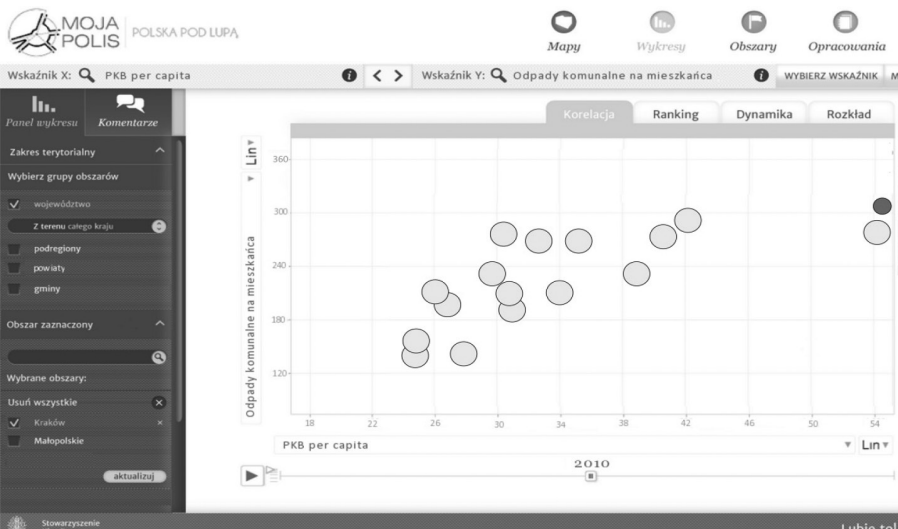 MOJA
POLIS
POLSKA POD LUPĄ
Mapy
Wykresy
Obszary
Opracowania
Wskaźnik X: PKB per capita
Wskaźnik Y: Odpady komunalne na mieszkańca
WYBIERZ WSKAŹNIK
M
Panel wykresu
Komentarze
Zakres terytorialny
Wybierz grupy obszarów
województwo
Z terenu całego kraju
podregiony
powiaty
gminy
Obszar zaznaczony
Wybrane obszary:
Usuń wszystkie
Kraków
Małopolskie
aktualizuj
Stowarzyszenie
Korelacja
Ranking
Dynamika
Rozkład
Lin
Odpady komunalne na mieszkańca
360
300
240
180
120
18 22 26 30 34 38 42 46 50 54
PKB per capita
Lin
2010
Lubię to!